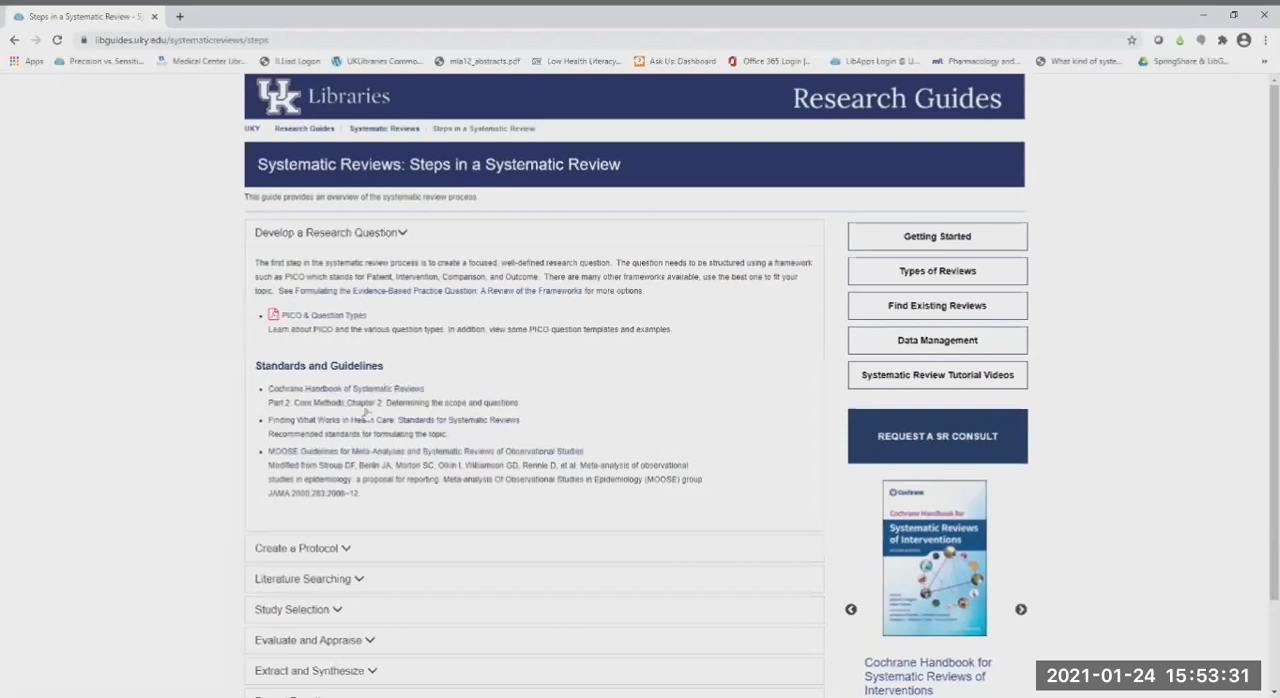 Steps in a Systematic Review - Sy
libguides.uky.edu/systematicreviews/steps
Apps
Precision vs. Sensiti...
Medical Center Libr...
ILLiad Logon
UKLibraries Commo...
mla12_abstracts.pdf
Low Health Literacy...
Ask Us: Dashboard
Office 365 Login |...
LibApps Login @ U...
Pharmacology and...
What kind of syste...
SpringShare & LibG...
UK Libraries
Research Guides
UKY Research Guides Systematic Reviews Steps in a Systematic Review
Systematic Reviews: Steps in a Systematic Review
This guide provides an overview of the systematic review process.
Develop a Research Question
The first step in the systematic review process is to create a focused, well-defined research question. The question needs to be structured using a framework
such as PICO which stands for Patient, Intervention, Comparison, and Outcome. There are many other frameworks available, use the best one to fit your
topic. See Formulating the Evidence-Based Practice Question: A Review of the Frameworks for more options.
PICO & Question Types
Learn about PICO and the various question types. In addition, view some PICO question templates and examples.
Standards and Guidelines
Cochrane Handbook of Systematic Reviews
Part 2: Core Methods; Chapter 2: Determining the scope and questions
Finding What Works in Health Care: Standards for Systematic Reviews
Recommended standards for formulating the topic.
MOOSE Guidelines for Meta-Analyses and Systematic Reviews of Observational Studies
Modified from Stroup DF, Berlin JA, Morton SC, Olkin I, Williamson GD, Rennie D, et al. Meta-analysis of observational
studies in epidemiology: a proposal for reporting. Meta-analysis Of Observational Studies in Epidemiology (MOOSE) group
JAMA 2000;283:2008–12.
Create a Protocol
Literature Searching
Study Selection
Evaluate and Appraise
Extract and Synthesize
Getting Started
Types of Reviews
Find Existing Reviews
Data Management
Systematic Review Tutorial Videos
REQUEST A SR CONSULT
Cochrane
Cochrane Handbook for
Systematic Reviews
of Interventions
Cochrane Handbook for
Systematic Reviews of
Interventions
2021-01-24 15:53:31